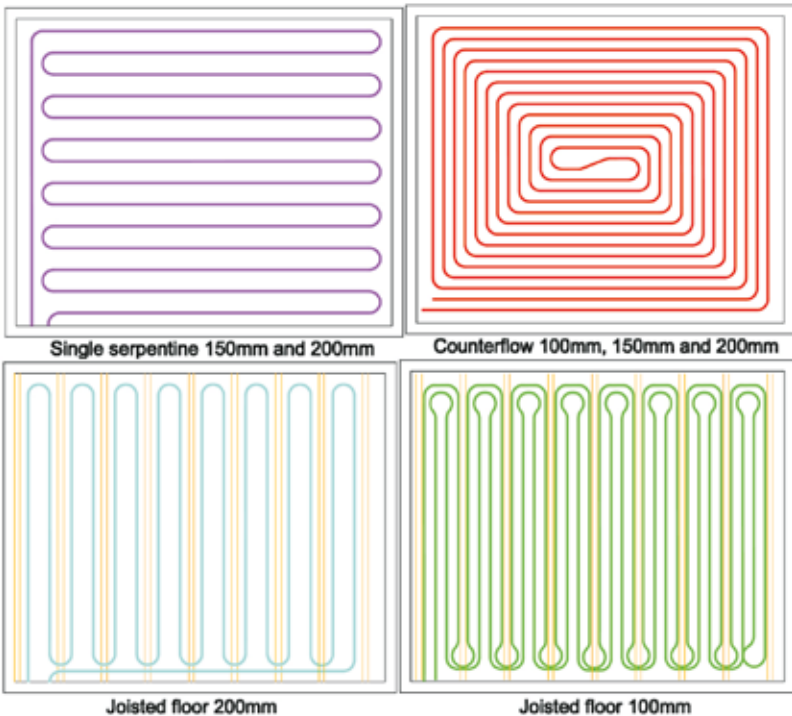 Single serpentine 150mm and 200mm
Counterflow 100mm, 150mm and 200mm
Joisted floor 200mm
Joisted floor 100mm